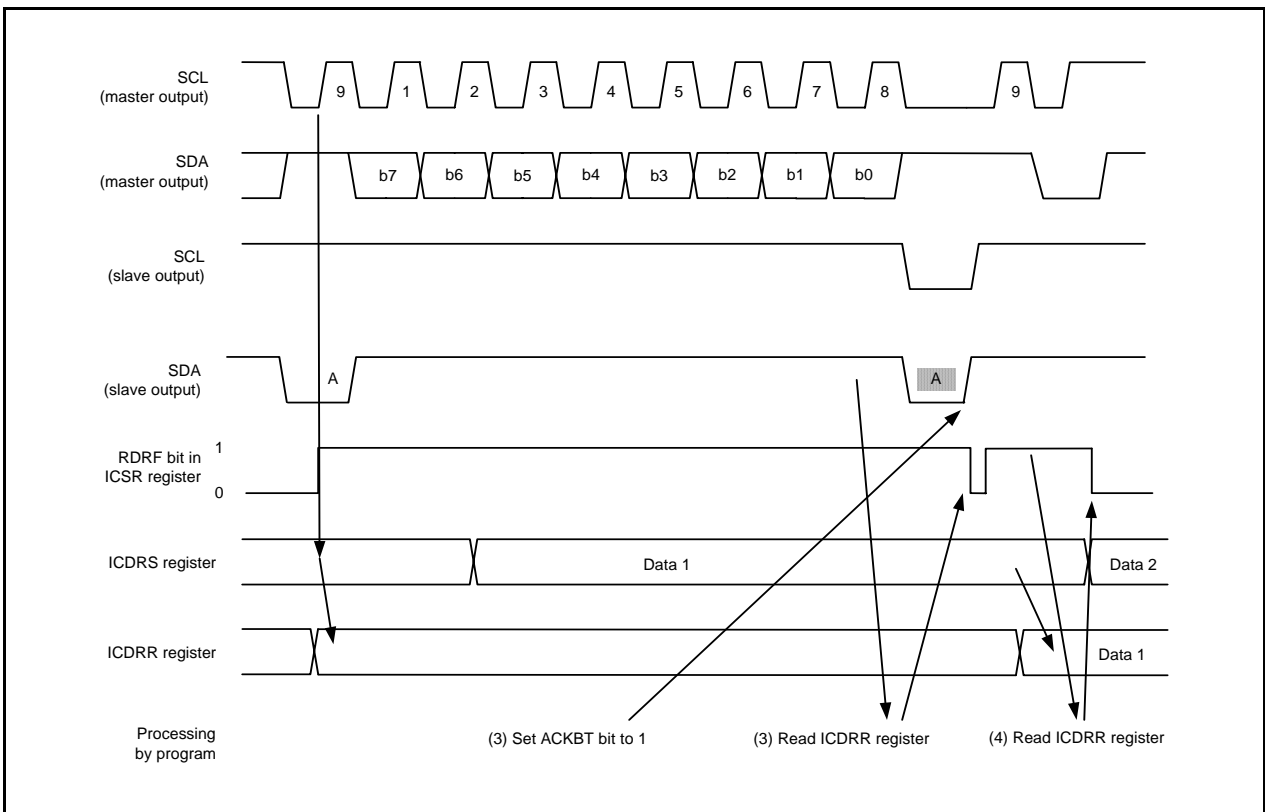 SCL
(master output)
9 1 2 3 4 5 6 7 8 9
SDA
(master output)
b7 b6 b5 b4 b3 b2 b1 b0
SCL
(slave output)
SDA
(slave output)
A A
RDRF bit in
ICSR register
1
0
ICDRS register
Data 1 Data 2
ICDRR register
Data 1
Processing
by program
(3) Set ACKBT bit to 1 (3) Read ICDRR register (4) Read ICDRR register